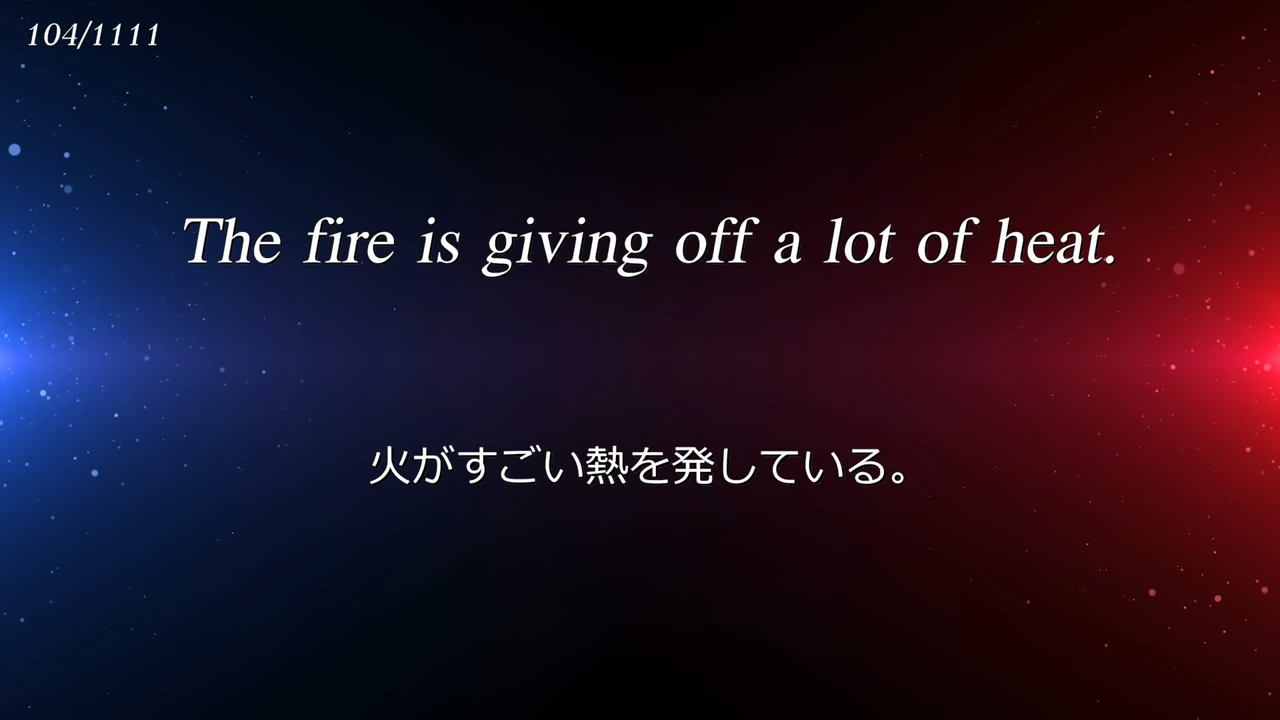 104/1111
The fire is giving off a lot of heat.
火がすごい熱を発している。